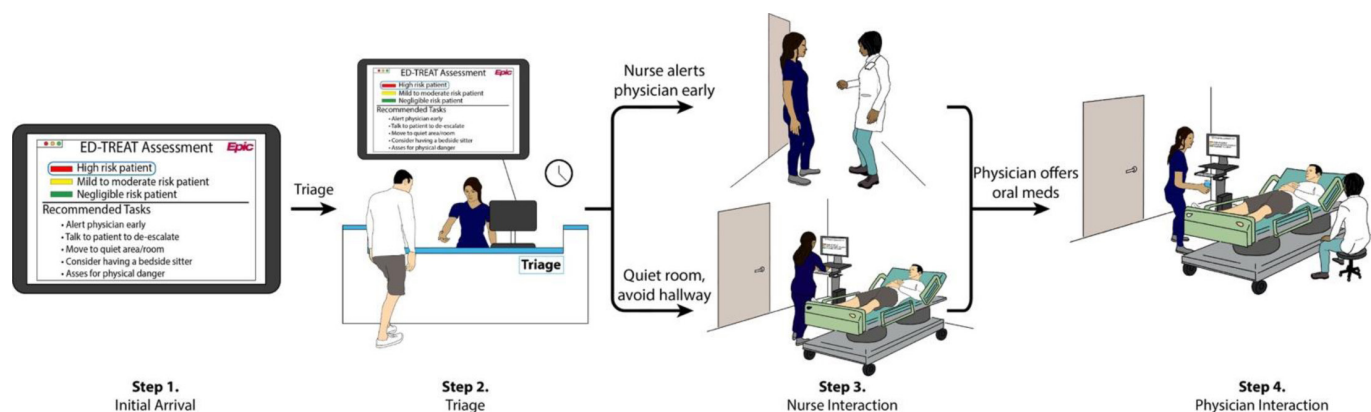 ED-TREAT Assessment
Epic
High risk patient
Mild to moderate risk patient
Negligible risk patient
Recommended Tasks
• Alert physician early
• Talk to patient to de-escalate
• Move to quiet area/room
• Consider having a bedside sitter
• Asses for physical danger
Triage
ED-TREAT Assessment
Epic
High risk patient
Mild to moderate risk patient
Negligible risk patient
Recommended Tasks
• Alert physician early
• Talk to patient to de-escalate
• Move to quiet area/room
• Consider having a bedside sitter
• Asses for physical danger
Triage
Nurse alerts
physician early
Quiet room,
avoid hallway
Physician offers
oral meds
Step 1.
Initial Arrival
Step 2.
Triage
Step 3.
Nurse Interaction
Step 4.
Physician Interaction